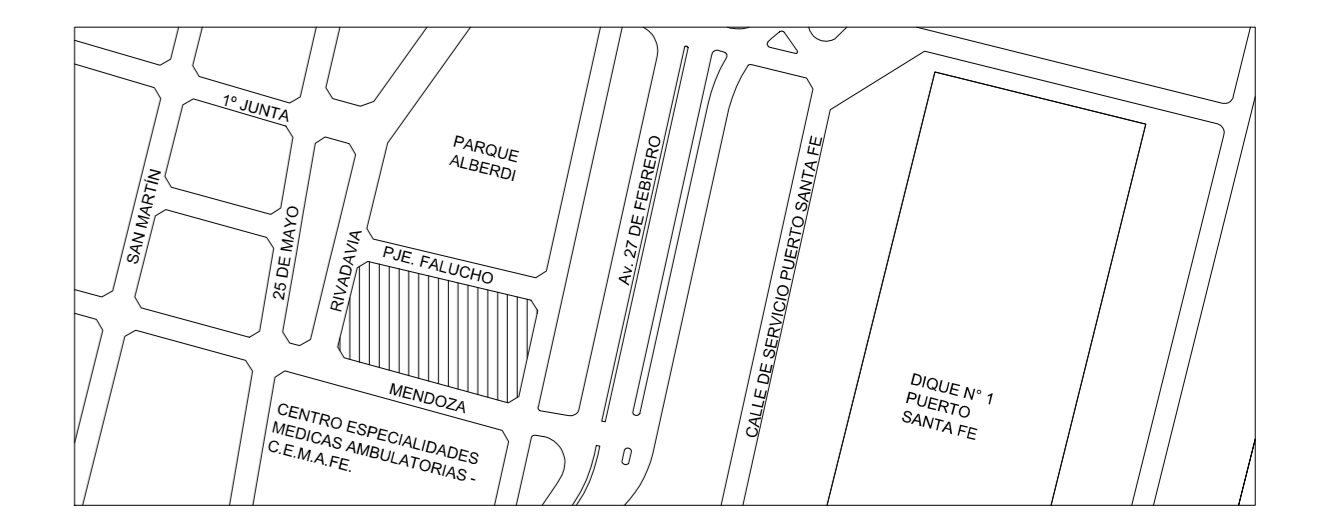 1º JUNTA
PARQUE
ALBERDI
SAN MARTÍN
25 DE MAYO
RIVADAVIA
PJE. FALUCHO
Av. 27 DE FEBRERO
CALLE DE SERVICIO PUERTO SANTA FE
MENDOZA
CENTRO ESPECIALIDADES
MEDICAS AMBULATORIAS -
C.E.M.A.FE.
DIQUE N° 1
PUERTO
SANTA FE